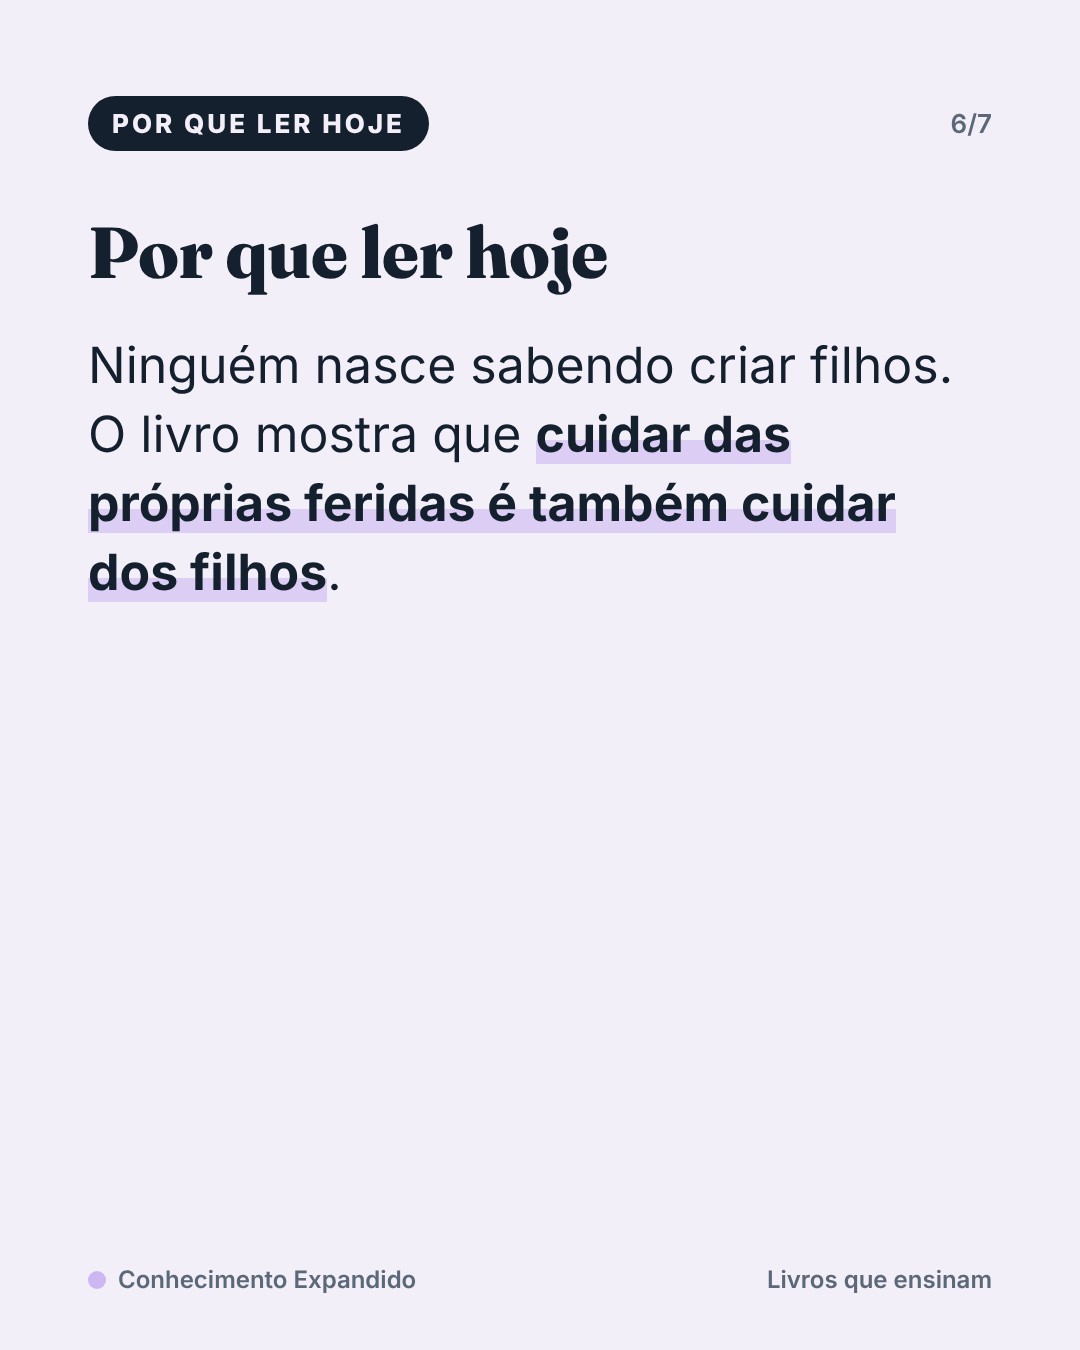 POR QUE LER HOJE
6/7
Por que ler hoje
Ninguém nasce sabendo criar filhos.
O livro mostra que cuidar das
próprias feridas é também cuidar
dos filhos.
Conhecimento Expandido
Livros que ensinam